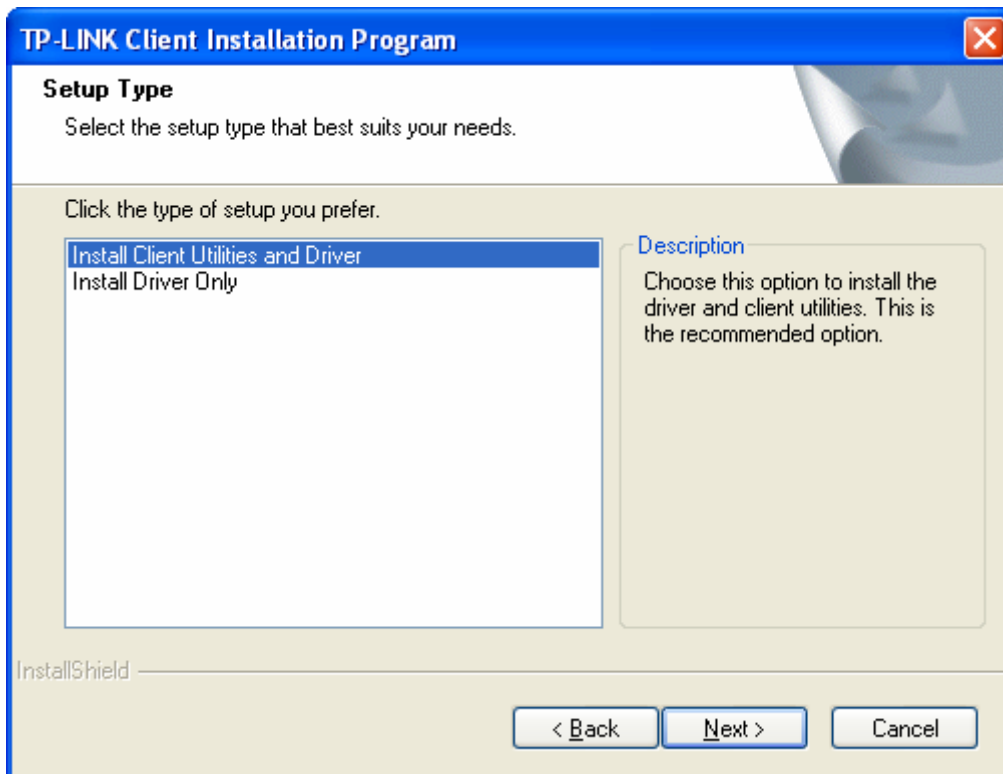 TP-LINK Client Installation Program
Setup Type
Select the setup type that best suits your needs.
Click the type of setup you prefer.
Install Client Utilities and Driver
Install Driver Only
Description
Choose this option to install the
driver and client utilities. This is
the recommended option.
InstallShield
< Back
Next >
Cancel